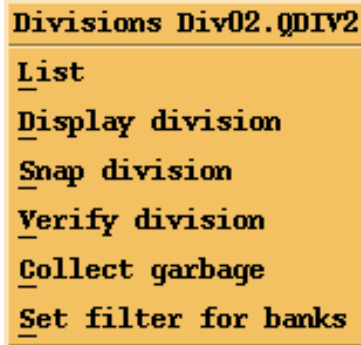 Divisions Div02.QDIV2
List
Display division
Snap division
Verify division
Collect garbage
Set filter for banks